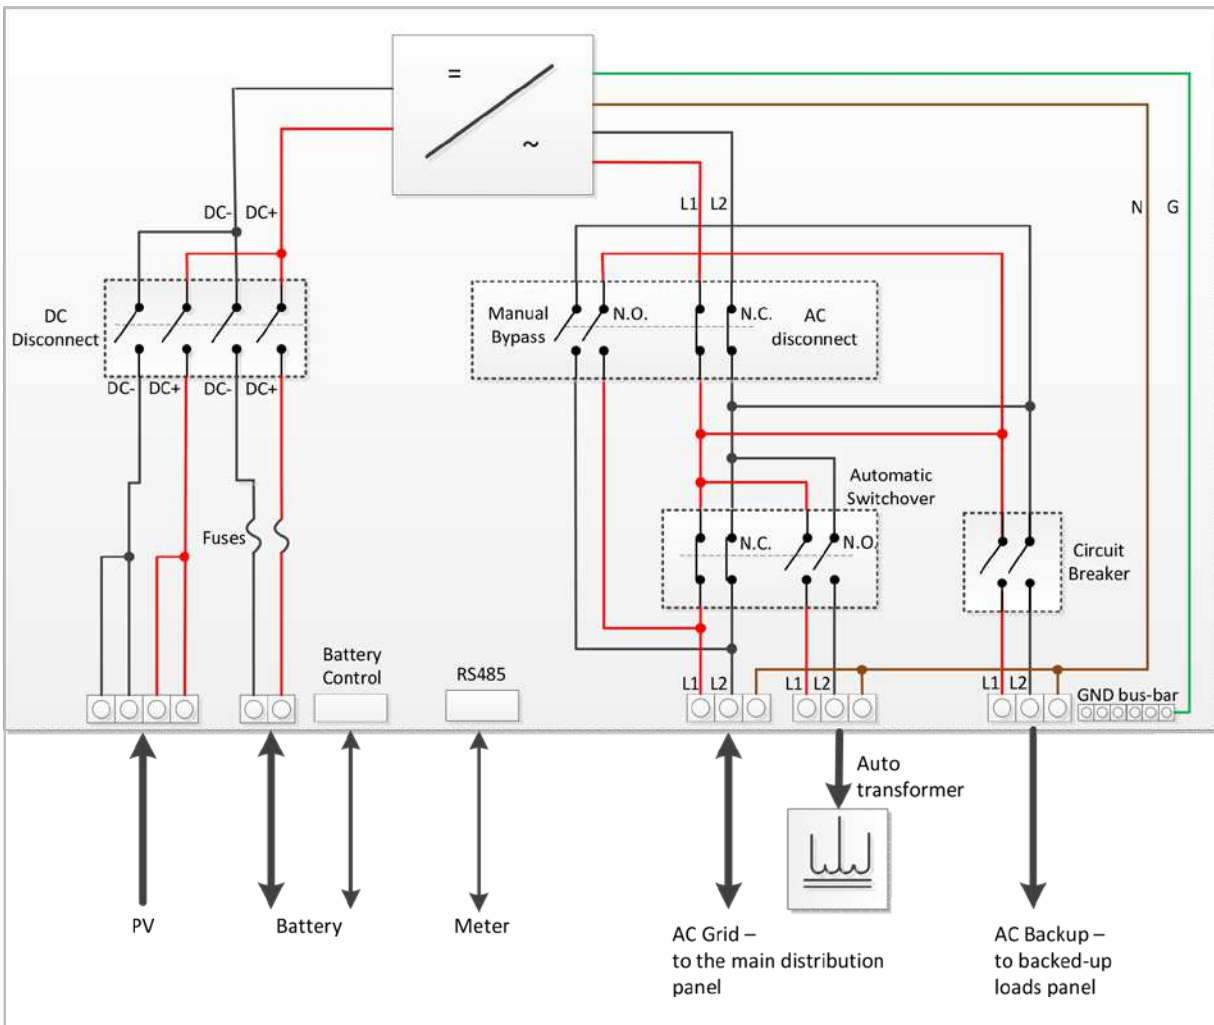 =
~
DC- DC+
L1 L2
N G
DC
Disconnect
Manual
Bypass
N.O.
N.C.
AC
disconnect
DC- DC+ DC- DC+
Automatic
Switchover
Fuses
N.C.
N.O.
Circuit
Breaker
Battery
Control
RS485
L1 L2
L1 L2
L1 L2
GND bus-bar
Auto
transformer
PV
Battery
Meter
AC Grid –
to the main distribution
panel
AC Backup –
to backed-up
loads panel